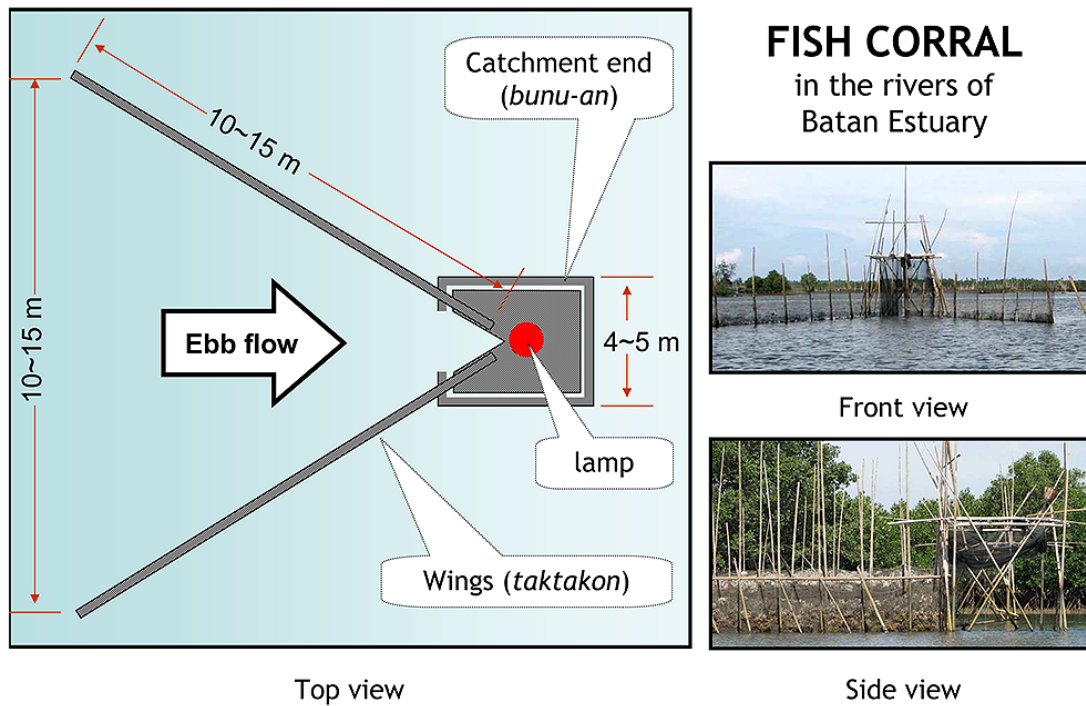 FISH CORRAL
in the rivers of
Batan Estuary
Catchment end
(bunu-an)
10~15 m
10~15 m
Ebb flow
4~5 m
lamp
Wings (taktakon)
Top view
Front view
Side view